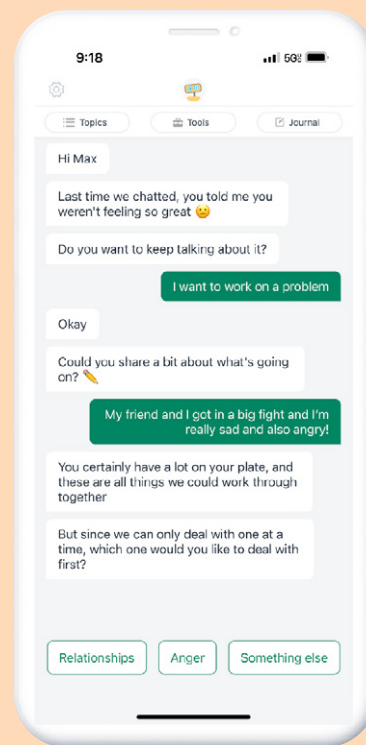 9:18
5G
Topics
Tools
Journal
Hi Max
Last time we chatted, you told me you
weren't feeling so great 😕
Do you want to keep talking about it?
I want to work on a problem
Okay
Could you share a bit about what's going
on? ✏️
My friend and I got in a big fight and I'm
really sad and also angry!
You certainly have a lot on your plate, and
these are all things we could work through
together
But since we can only deal with one at a
time, which one would you like to deal with
first?
Relationships
Anger
Something else